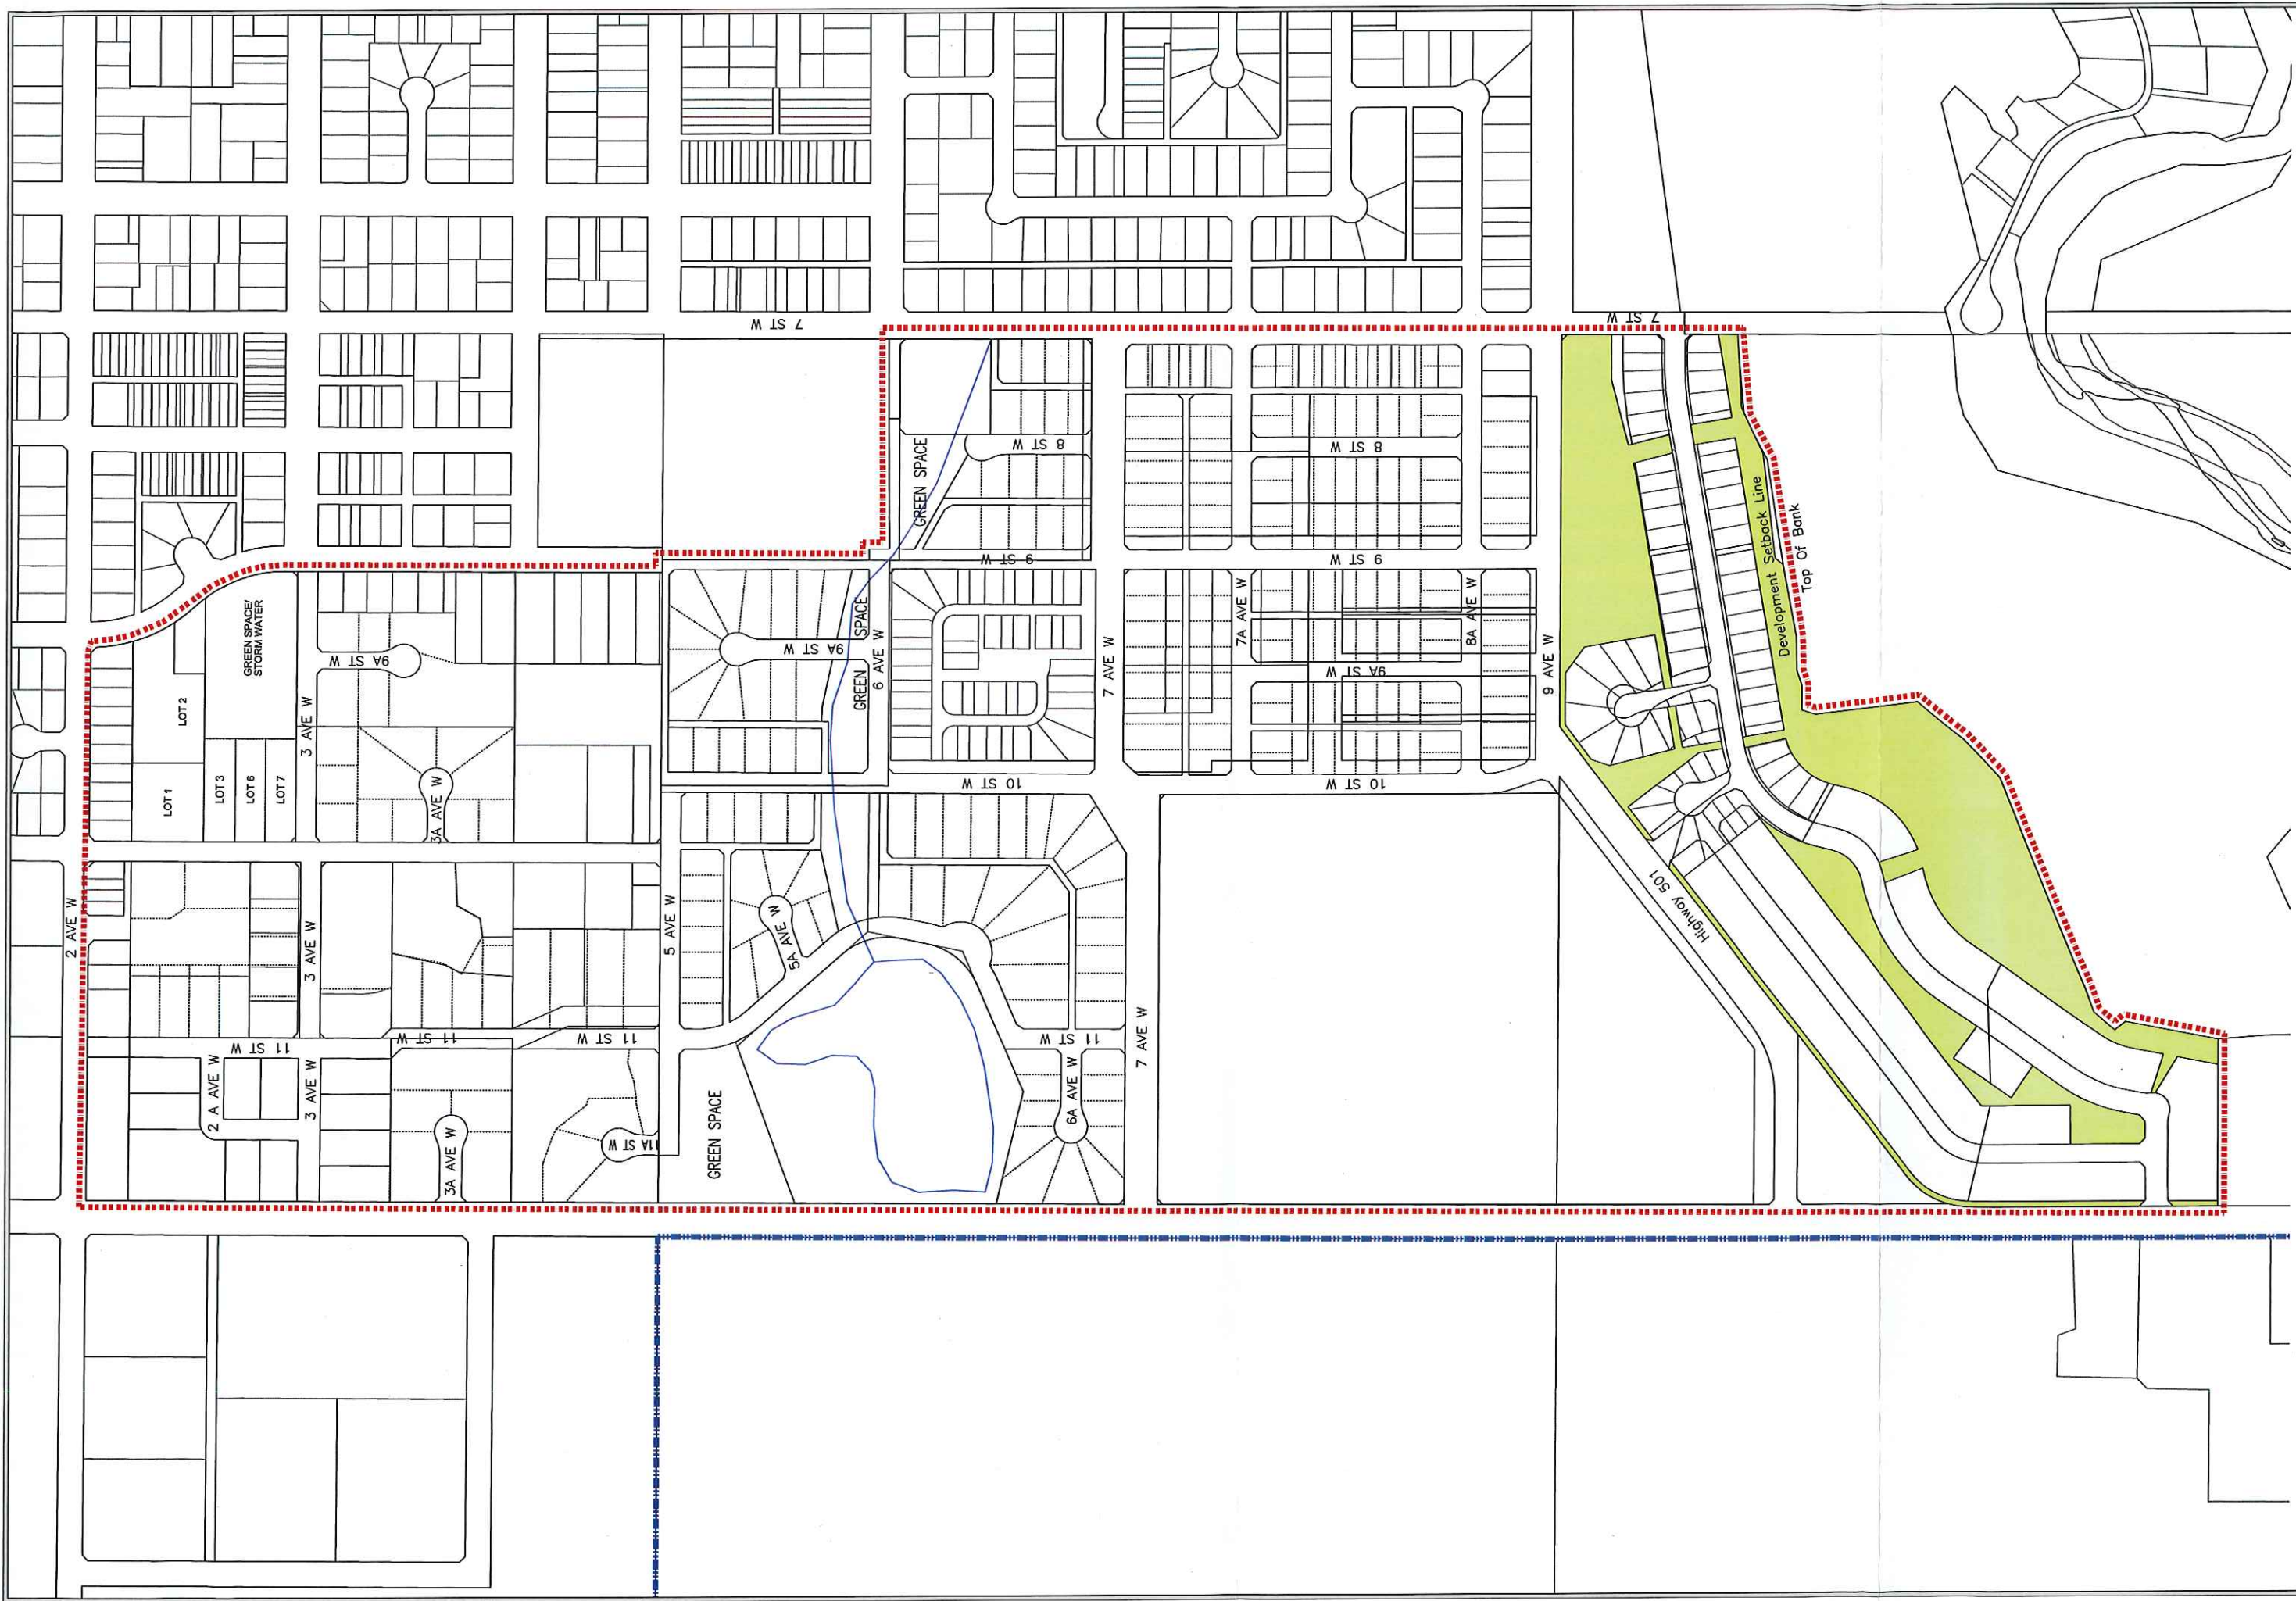 7 ST W
7 ST W
8 ST W
8 ST W
GREEN SPACE
9 ST W
9 ST W
Development Setback Line
Top Of Bank
GREEN SPACE/
STORM WATER
9A ST W
9A ST W
GREEN SPACE
6 AVE W
7 AVE W
7A AVE W
9A ST W
8A AVE W
9 AVE W
LOT 2
3 AVE W
LOT 1
LOT 3
LOT 6
LOT 7
3A AVE W
10 ST W
10 ST W
Highway 501
2 AVE W
3 AVE W
5 AVE W
5A AVE W
11 ST W
11 ST W
11 ST W
11 ST W
7 AVE W
2 A AVE W
3 AVE W
3A AVE W
11A ST W
GREEN SPACE
6A AVE W